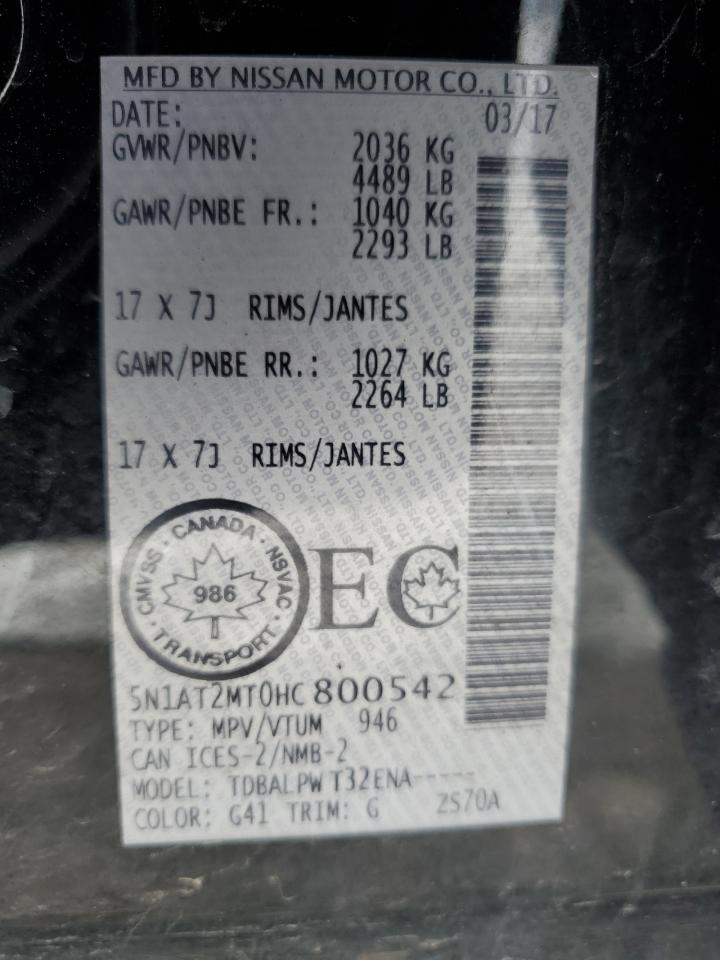 MFD BY NISSAN MOTOR CO., LTD.
DATE: 03/17
GVWR/PNBV: 2036 KG
4489 LB
GAWR/PNBE FR.: 1040 KG
2293 LB
17 X 7J RIMS/JANTES
GAWR/PNBE RR.: 1027 KG
2264 LB
17 X 7J RIMS/JANTES
CANADA · NSVAC · TRANSPORT · CMVSS ·
986
EC
5N1AT2MT0HC800542
TYPE: MPV/VTUM 946
CAN ICES-2/NMB-2
MODEL: TDBALPW T32ENA-----
COLOR: G41 TRIM: G ZS70A